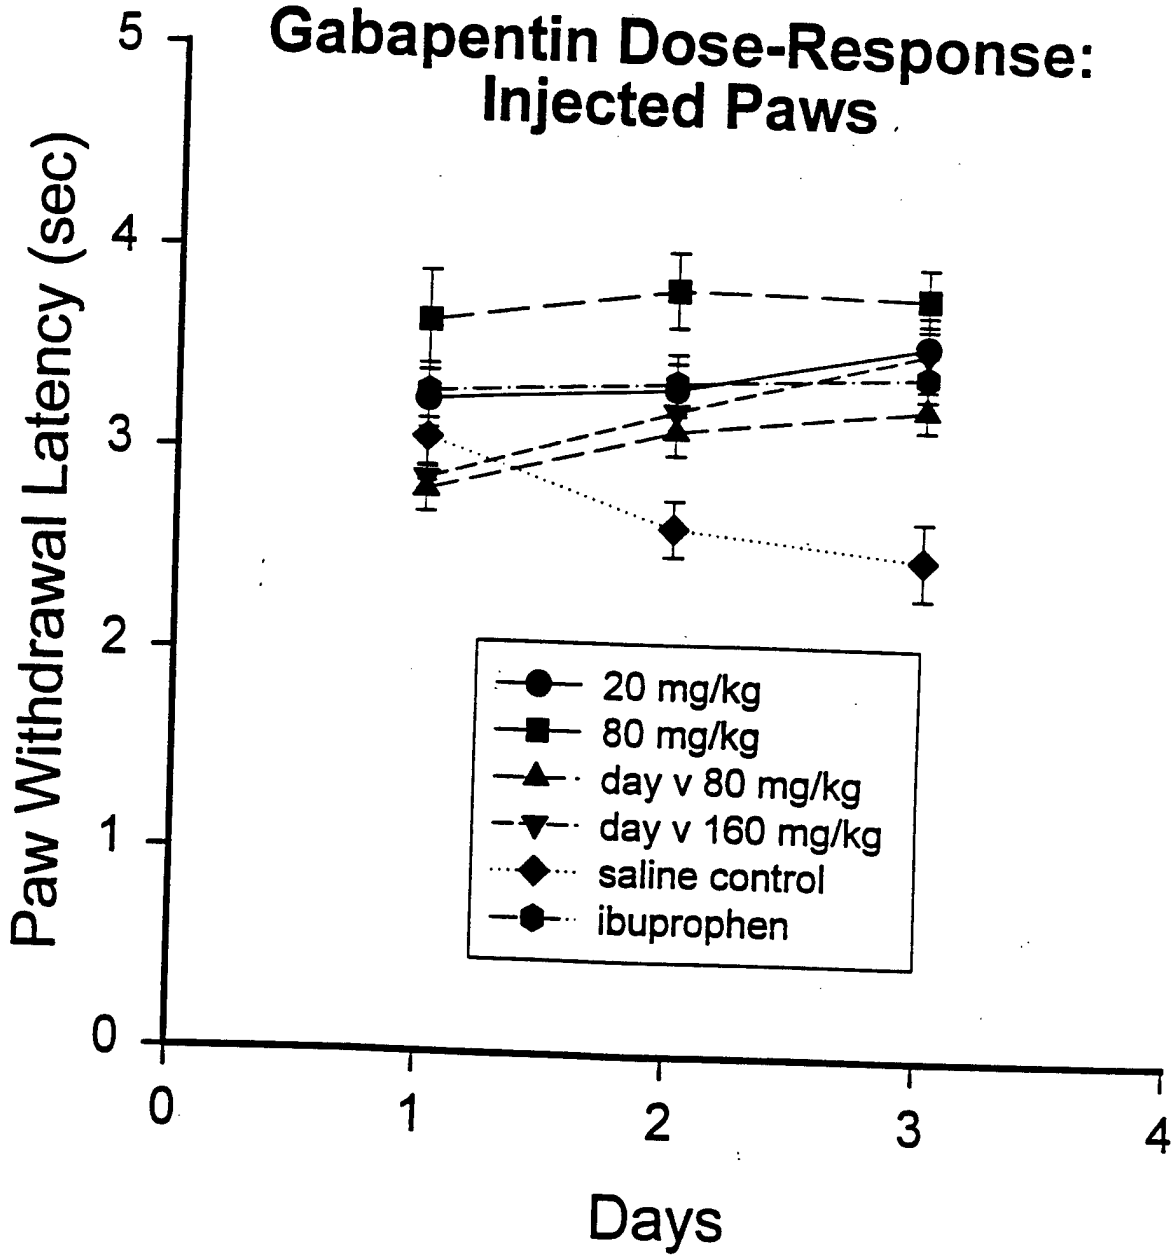 Gabapentin Dose-Response:
Injected Paws
Paw Withdrawal Latency (sec)
5
4
3
2
1
0
20 mg/kg
80 mg/kg
day v 80 mg/kg
day v 160 mg/kg
saline control
ibuprophen
0
1
2
3
4
Days